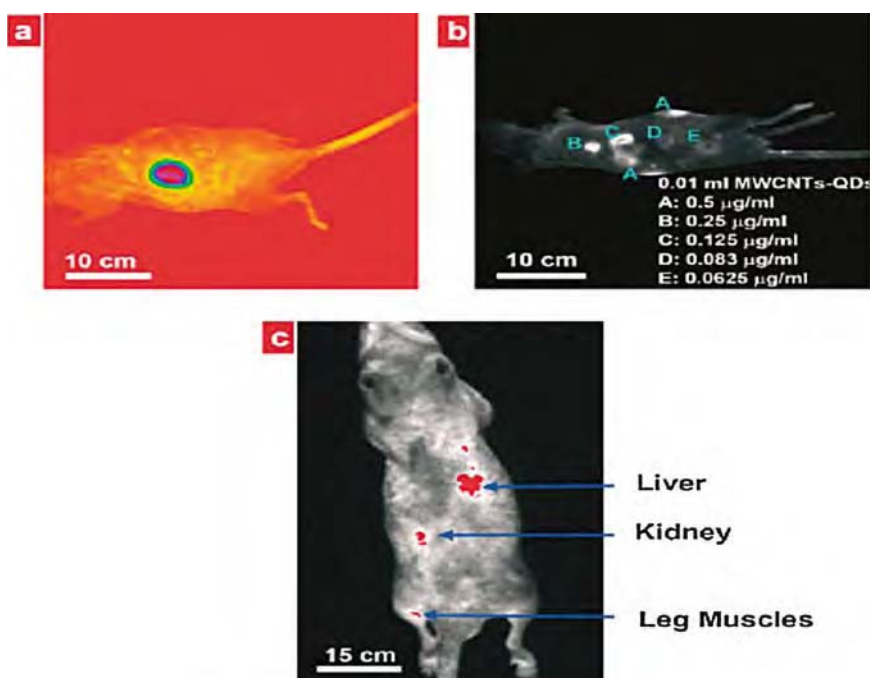 a
10 cm
b
A
B
C
D
E
A
0.01 ml MWCNTs-QDs
A: 0.5 µg/ml
B: 0.25 µg/ml
C: 0.125 µg/ml
D: 0.083 µg/ml
E: 0.0625 µg/ml
10 cm
c
Liver
Kidney
Leg Muscles
15 cm